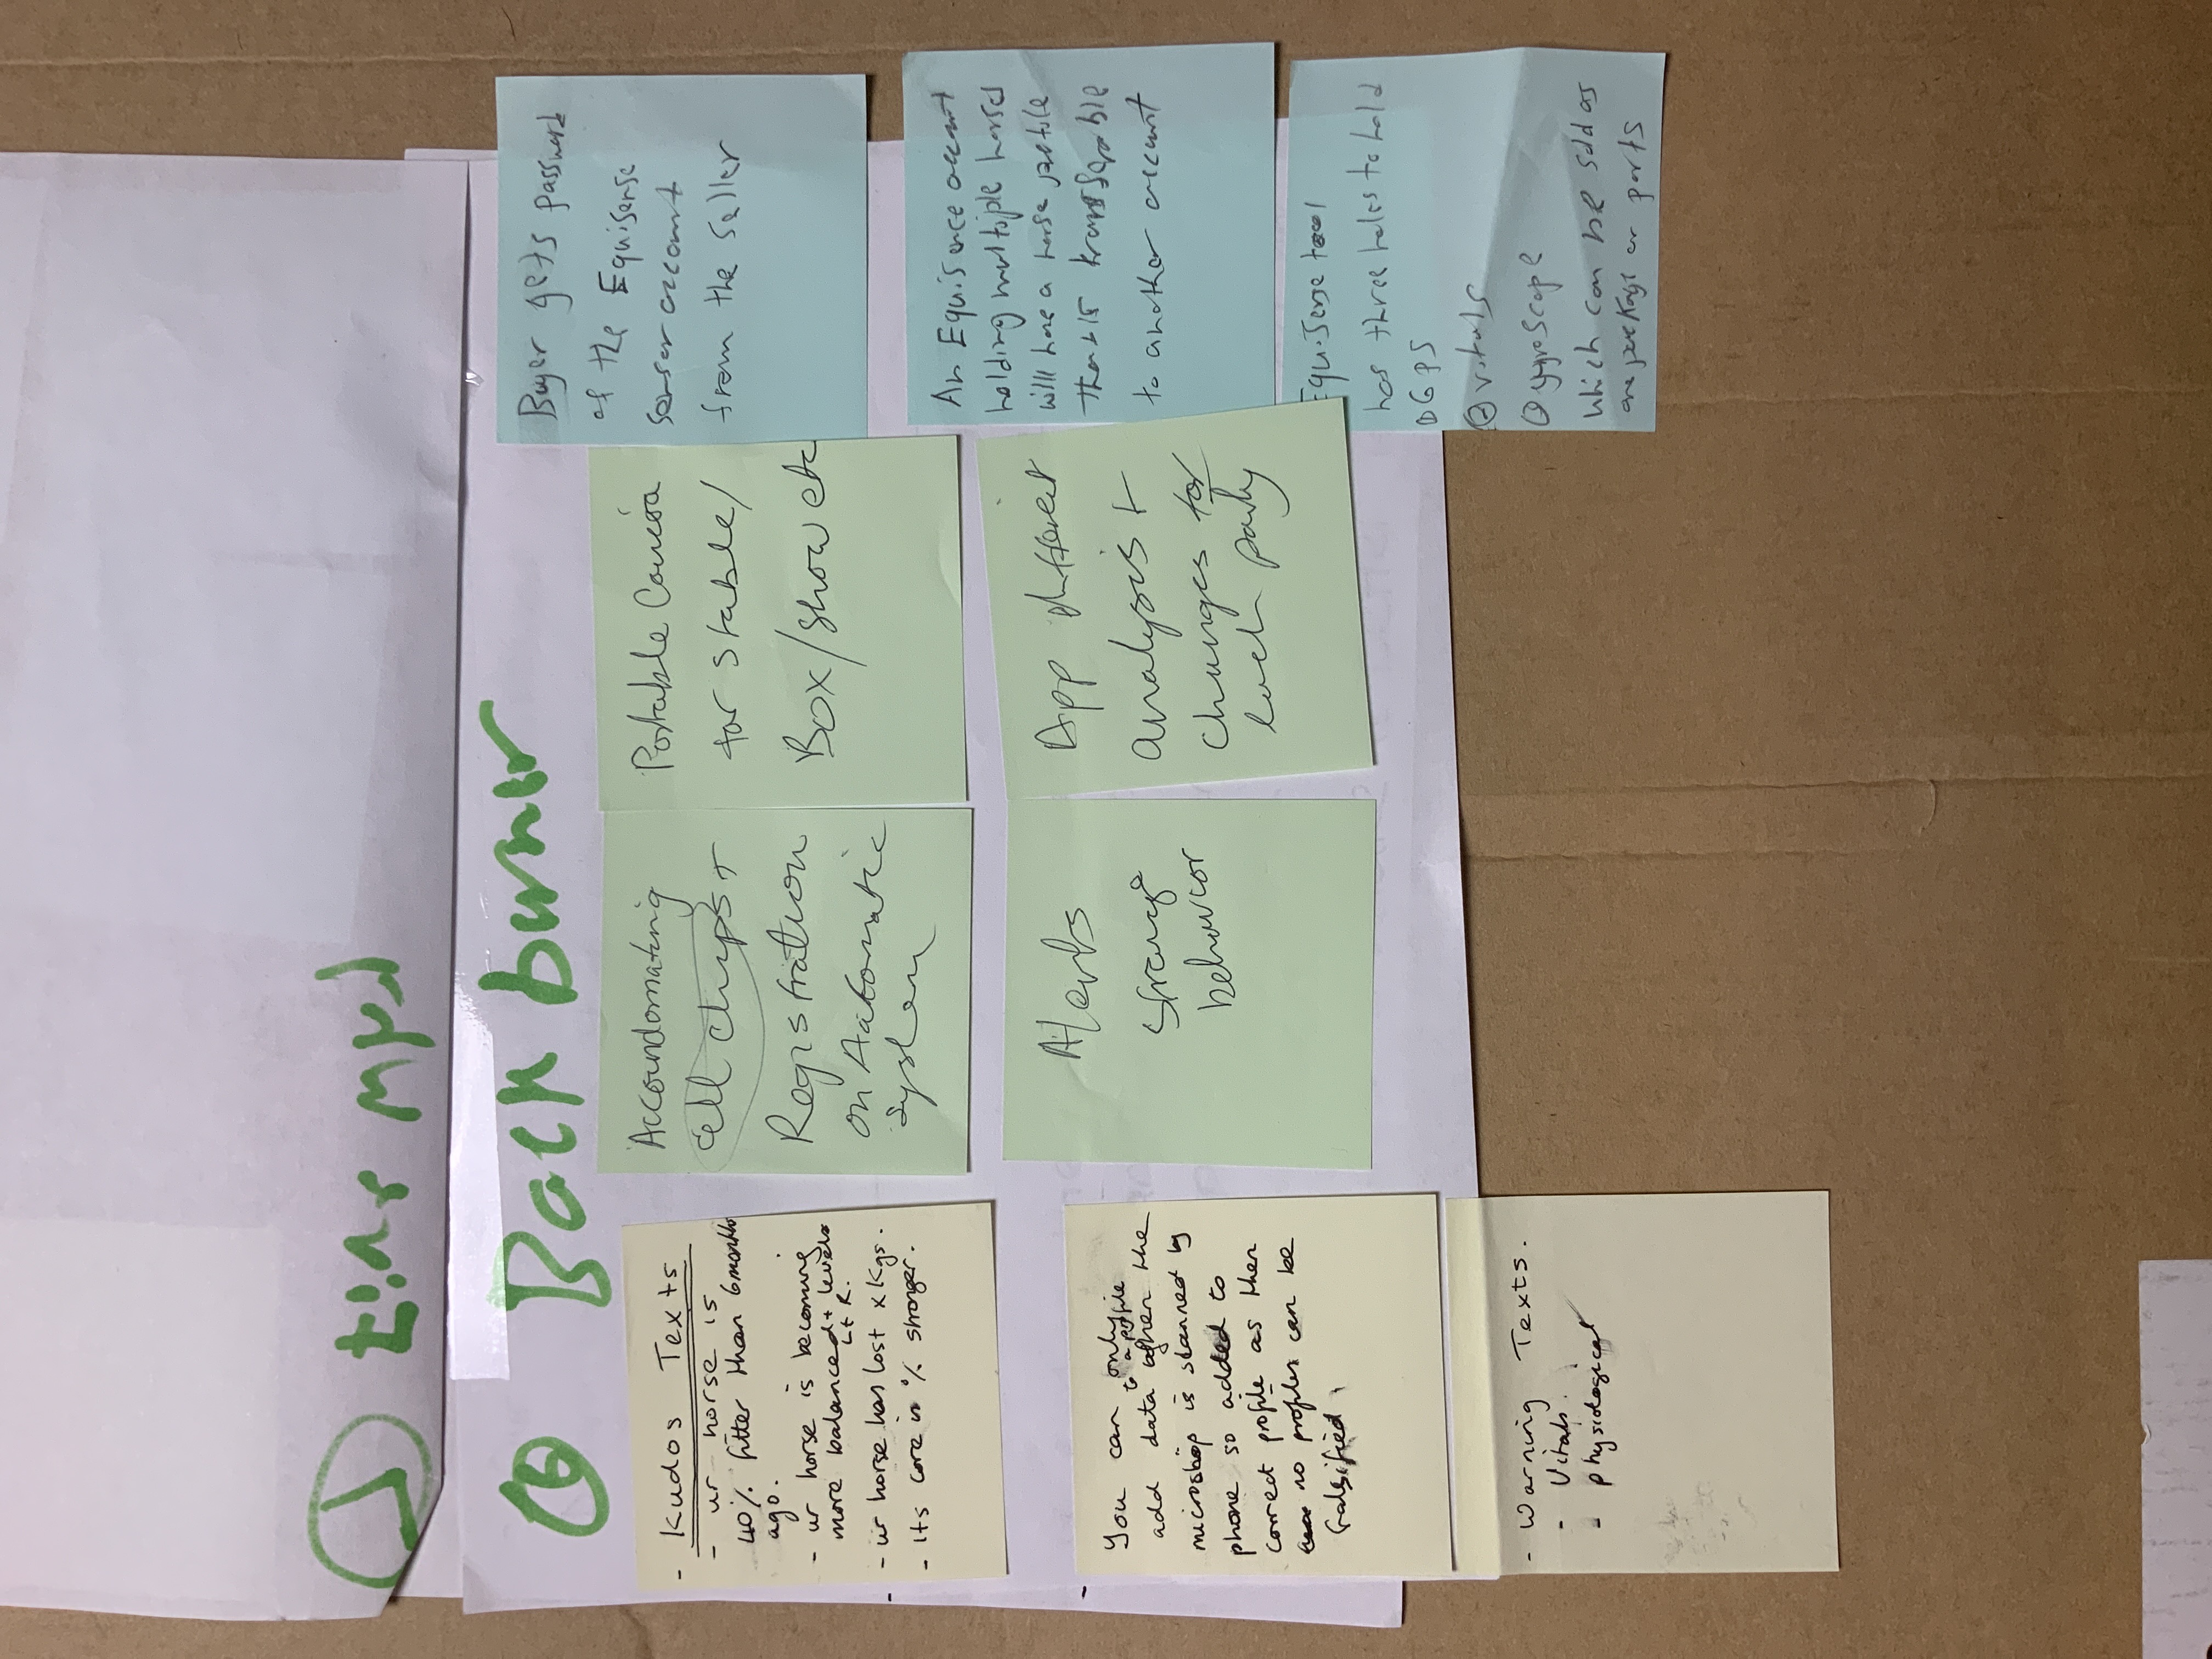 Back burner
- Kudos Texts
- ur horse is
40% fitter than 6 months
ago.
- ur horse is becoming
more balanced + levels
L + R.
- ur horse has lost x Kgs.
- Its core is % stronger.
You can only
add data to a profile when the
microchip is scanned by
phone so added to
correct profile as then
no profiles can be
falsified
- Warning Texts.
- Vitals.
- physiological
Accoundomating
Cell chips +
Registration
on Automatic
System
Portable
for Stable/
Box/show etc
Alerts
strange
behavior
App different
analysis +
changes for
each party
Buyer gets password
of the Equisense
sensor account
from the seller
An Equisence account
holding multiple horses
will have a horse profile
that is transferable
to another account
EquiSense tool
has three holes to hold
① GPS
② vitals
gyroscope
which can be sold as
one package or parts